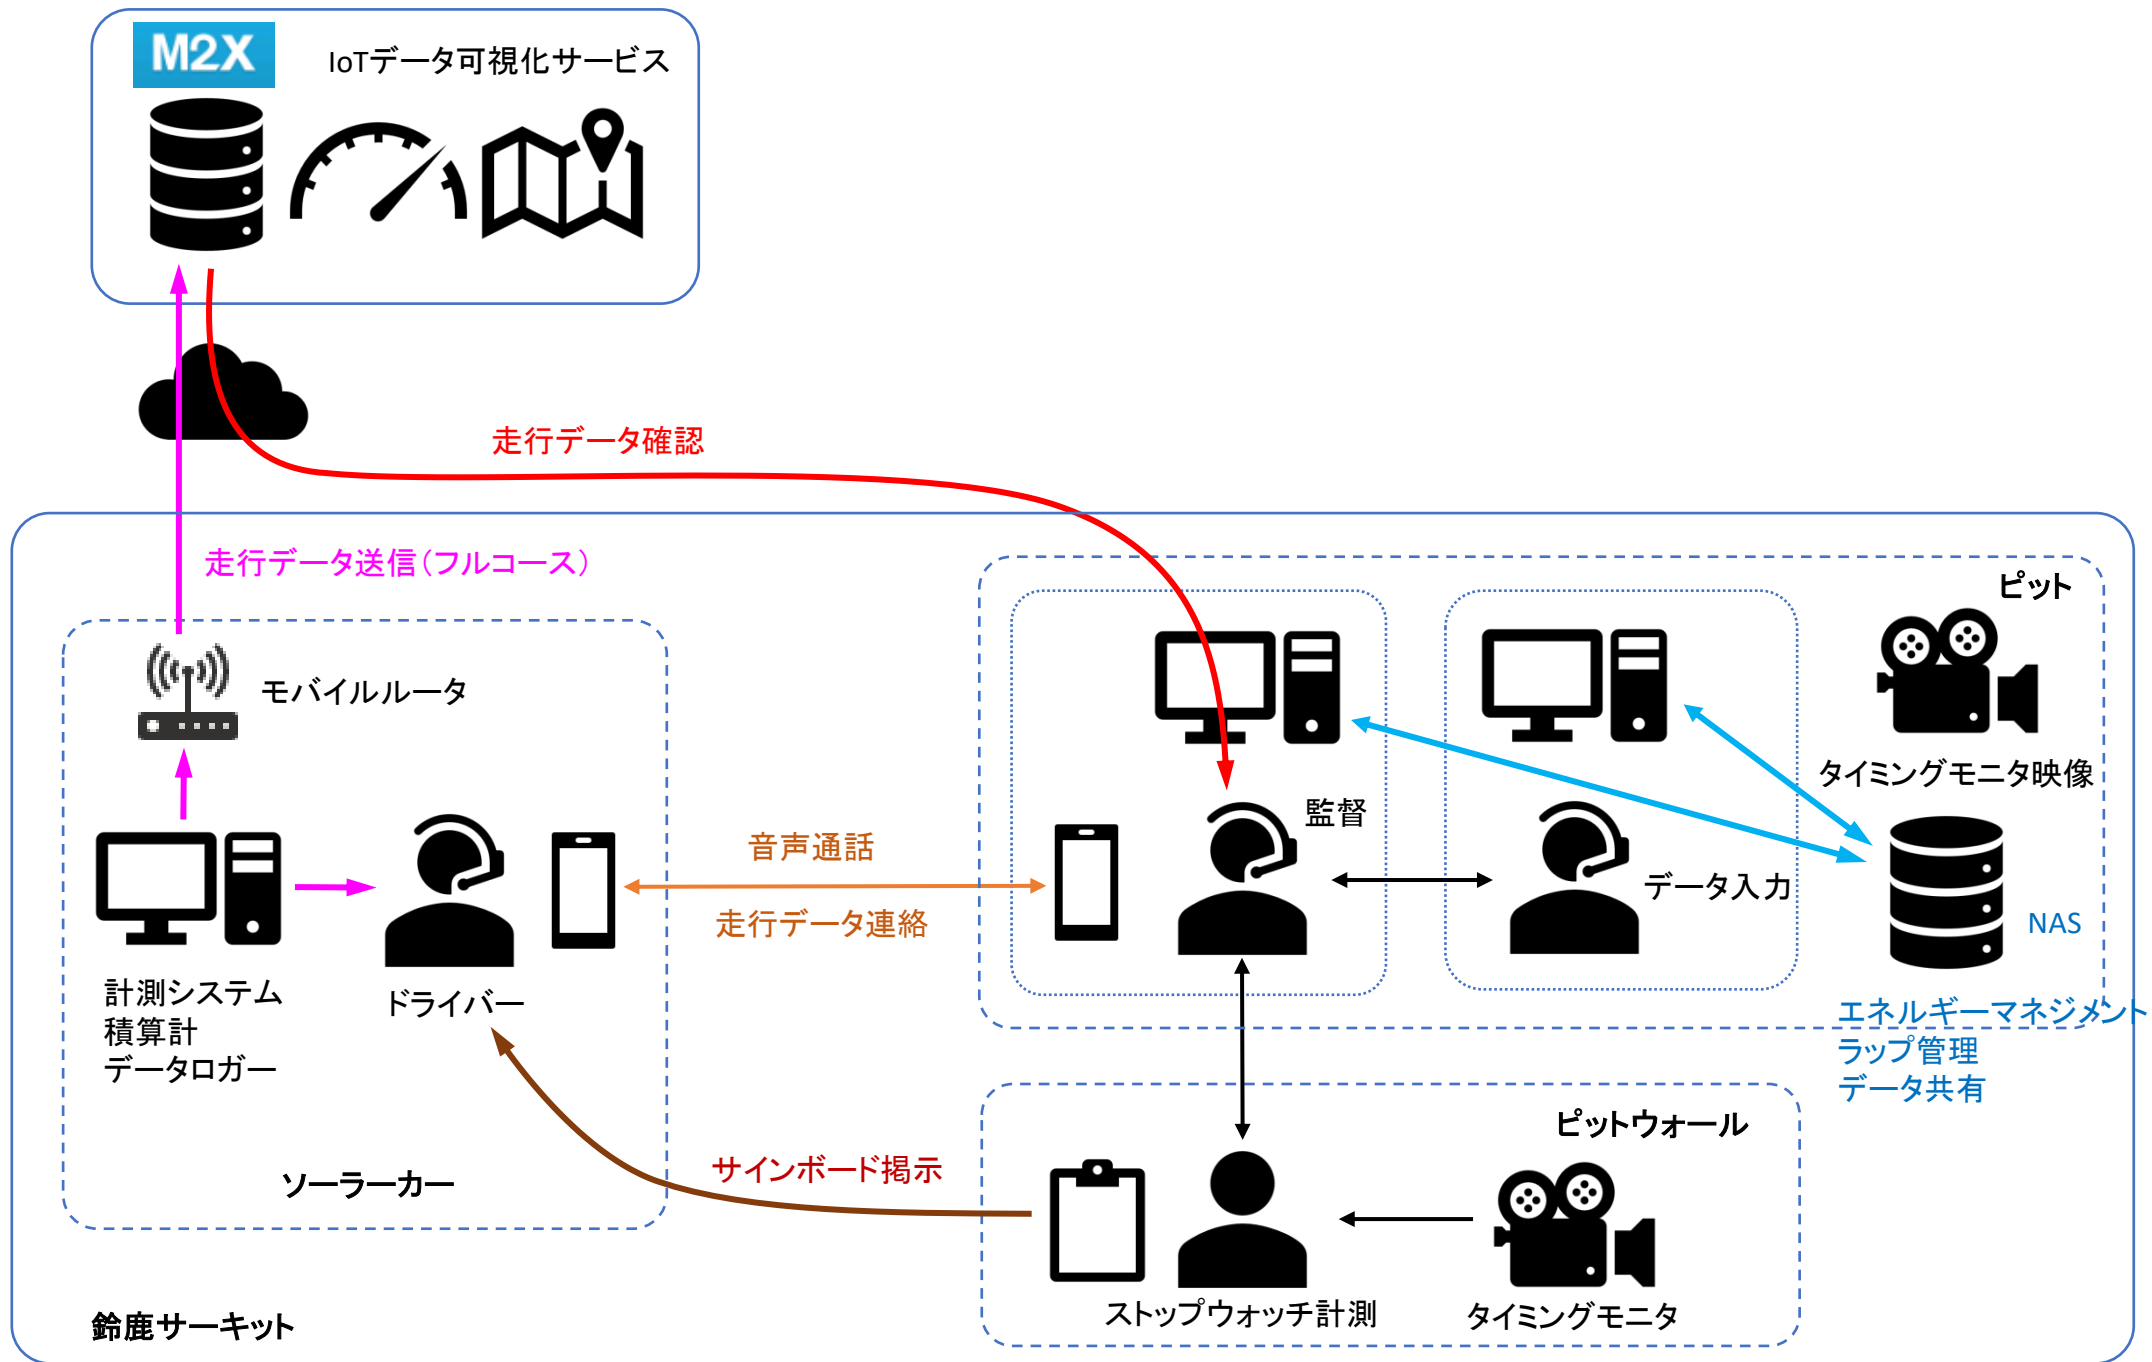 M2X
IoTデータ可視化サービス
走行データ確認
走行データ送信(フルコース)
ピット
モバイルルータ
タイミングモニタ映像
監督
音声通話
データ入力
走行データ連絡
NAS
計測システム
積算計
データロガー
ドライバー
エネルギーマネジメント
ラップ管理
データ共有
ピットウォール
サインボード掲示
ソーラーカー
ストップウォッチ計測
タイミングモニタ
鈴鹿サーキット